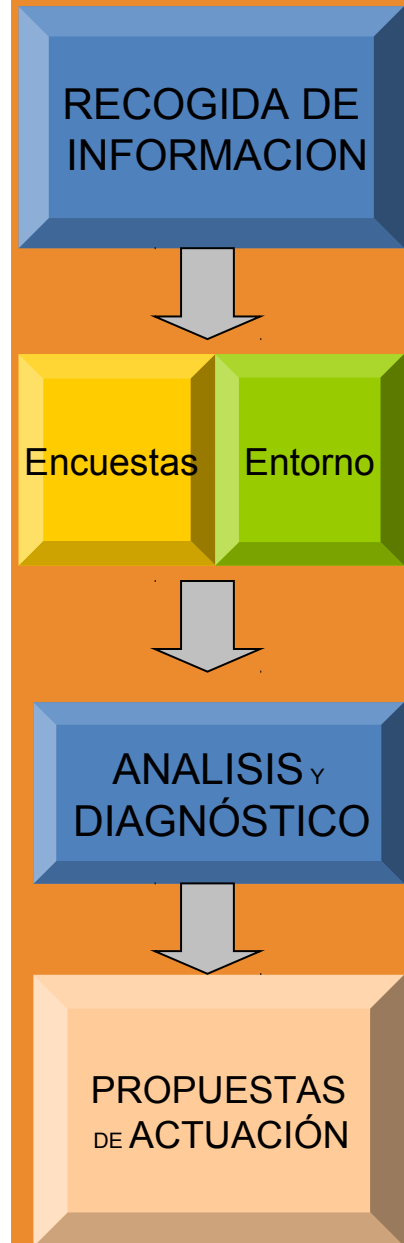 RECOGIDA DE
INFORMACION
Encuestas
Entorno
ANALISIS Y
DIAGNÓSTICO
PROPUESTAS
DE ACTUACIÓN